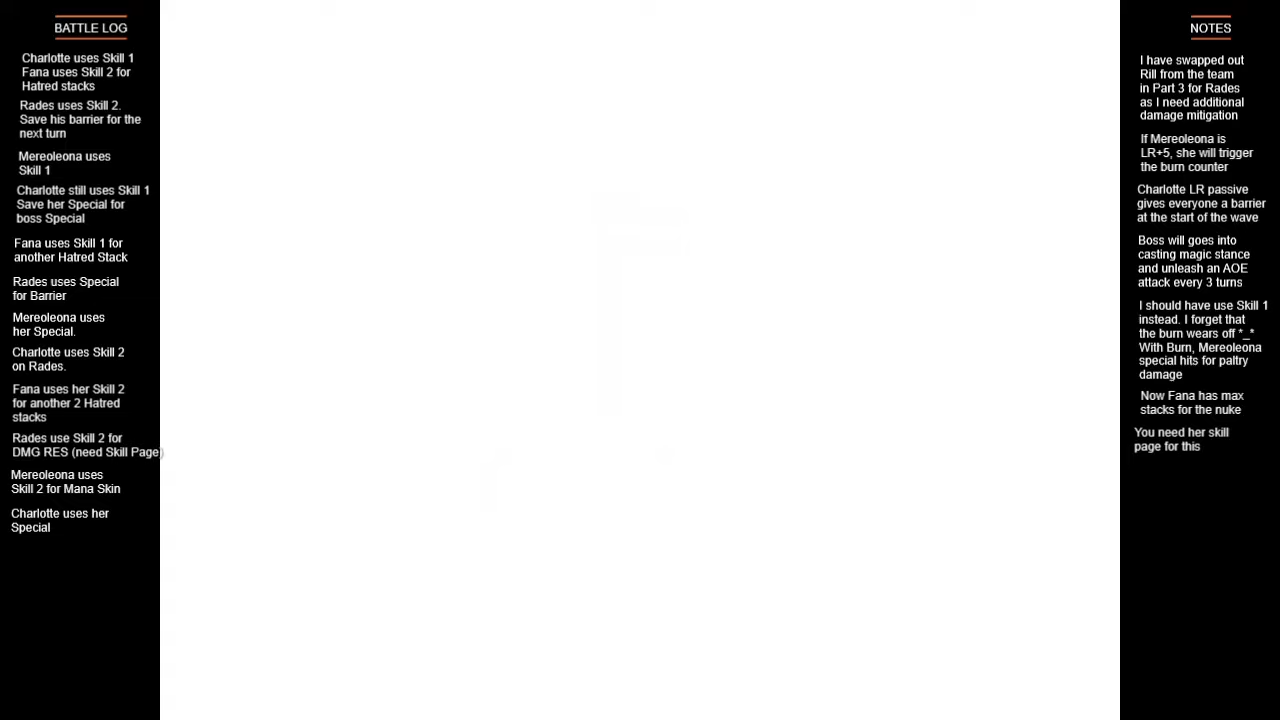 BATTLE LOG
Charlotte uses Skill 1
Fana uses Skill 2 for
Hatred stacks
Rades uses Skill 2.
Save his barrier for the
next turn
Mereoleona uses
Skill 1
Charlotte still uses Skill 1
Save her Special for
boss Special
Fana uses Skill 1 for
another Hatred Stack
Rades uses Special
for Barrier
Mereoleona uses
her Special.
Charlotte uses Skill 2
on Rades.
Fana uses her Skill 2
for another 2 Hatred
stacks
Rades use Skill 2 for
DMG RES (need Skill Page)
Mereoleona uses
Skill 2 for Mana Skin
Charlotte uses her
Special
NOTES
I have swapped out
Rill from the team
in Part 3 for Rades
as I need additional
damage mitigation
If Mereoleona is
LR+5, she will trigger
the burn counter
Charlotte LR passive
gives everyone a barrier
at the start of the wave
Boss will goes into
casting magic stance
and unleash an AOE
attack every 3 turns
I should have use Skill 1
instead. I forget that
the burn wears off *_*
With Burn, Mereoleona
special hits for paltry
damage
Now Fana has max
stacks for the nuke
You need her skill
page for this